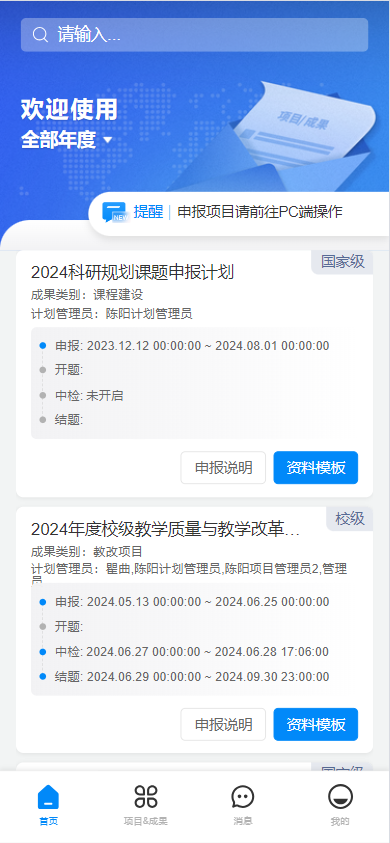 请输入...
项目/成果
欢迎使用
全部年度
NEW
提醒 | 申报项目请前往PC端操作
国家级
2024科研规划课题申报计划
成果类别：课程建设
计划管理员：陈阳计划管理员
申报: 2023.12.12 00:00:00 ~ 2024.08.01 00:00:00
开题:
中检: 未开启
结题:
申报说明
资料模板
校级
2024年度校级教学质量与教学改革...
成果类别：教改项目
计划管理员：瞿曲,陈阳计划管理员,陈阳项目管理员2,管理
员
申报: 2024.05.13 00:00:00 ~ 2024.06.25 00:00:00
开题:
中检: 2024.06.27 00:00:00 ~ 2024.06.28 17:06:00
结题: 2024.06.29 00:00:00 ~ 2024.09.30 23:00:00
申报说明
资料模板
国家级
首页
项目&成果
消息
我的